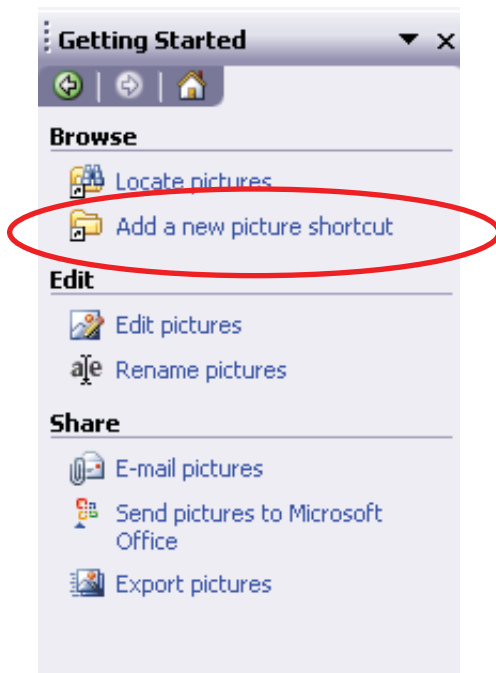 Getting Started
Browse
Locate pictures
Add a new picture shortcut
Edit
Edit pictures
Rename pictures
Share
E-mail pictures
Send pictures to Microsoft
Office
Export pictures